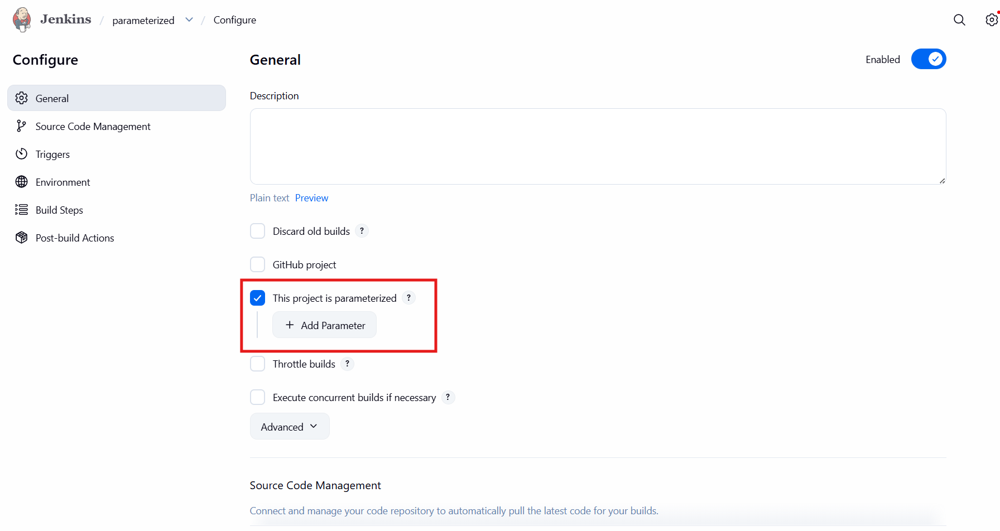 Jenkins / parameterized / Configure
Configure
General
Source Code Management
Triggers
Environment
Build Steps
Post-build Actions
General
Enabled
Description
Plain text Preview
Discard old builds ?
GitHub project
This project is parameterized ?
+ Add Parameter
Throttle builds ?
Execute concurrent builds if necessary ?
Advanced
Source Code Management
Connect and manage your code repository to automatically pull the latest code for your builds.